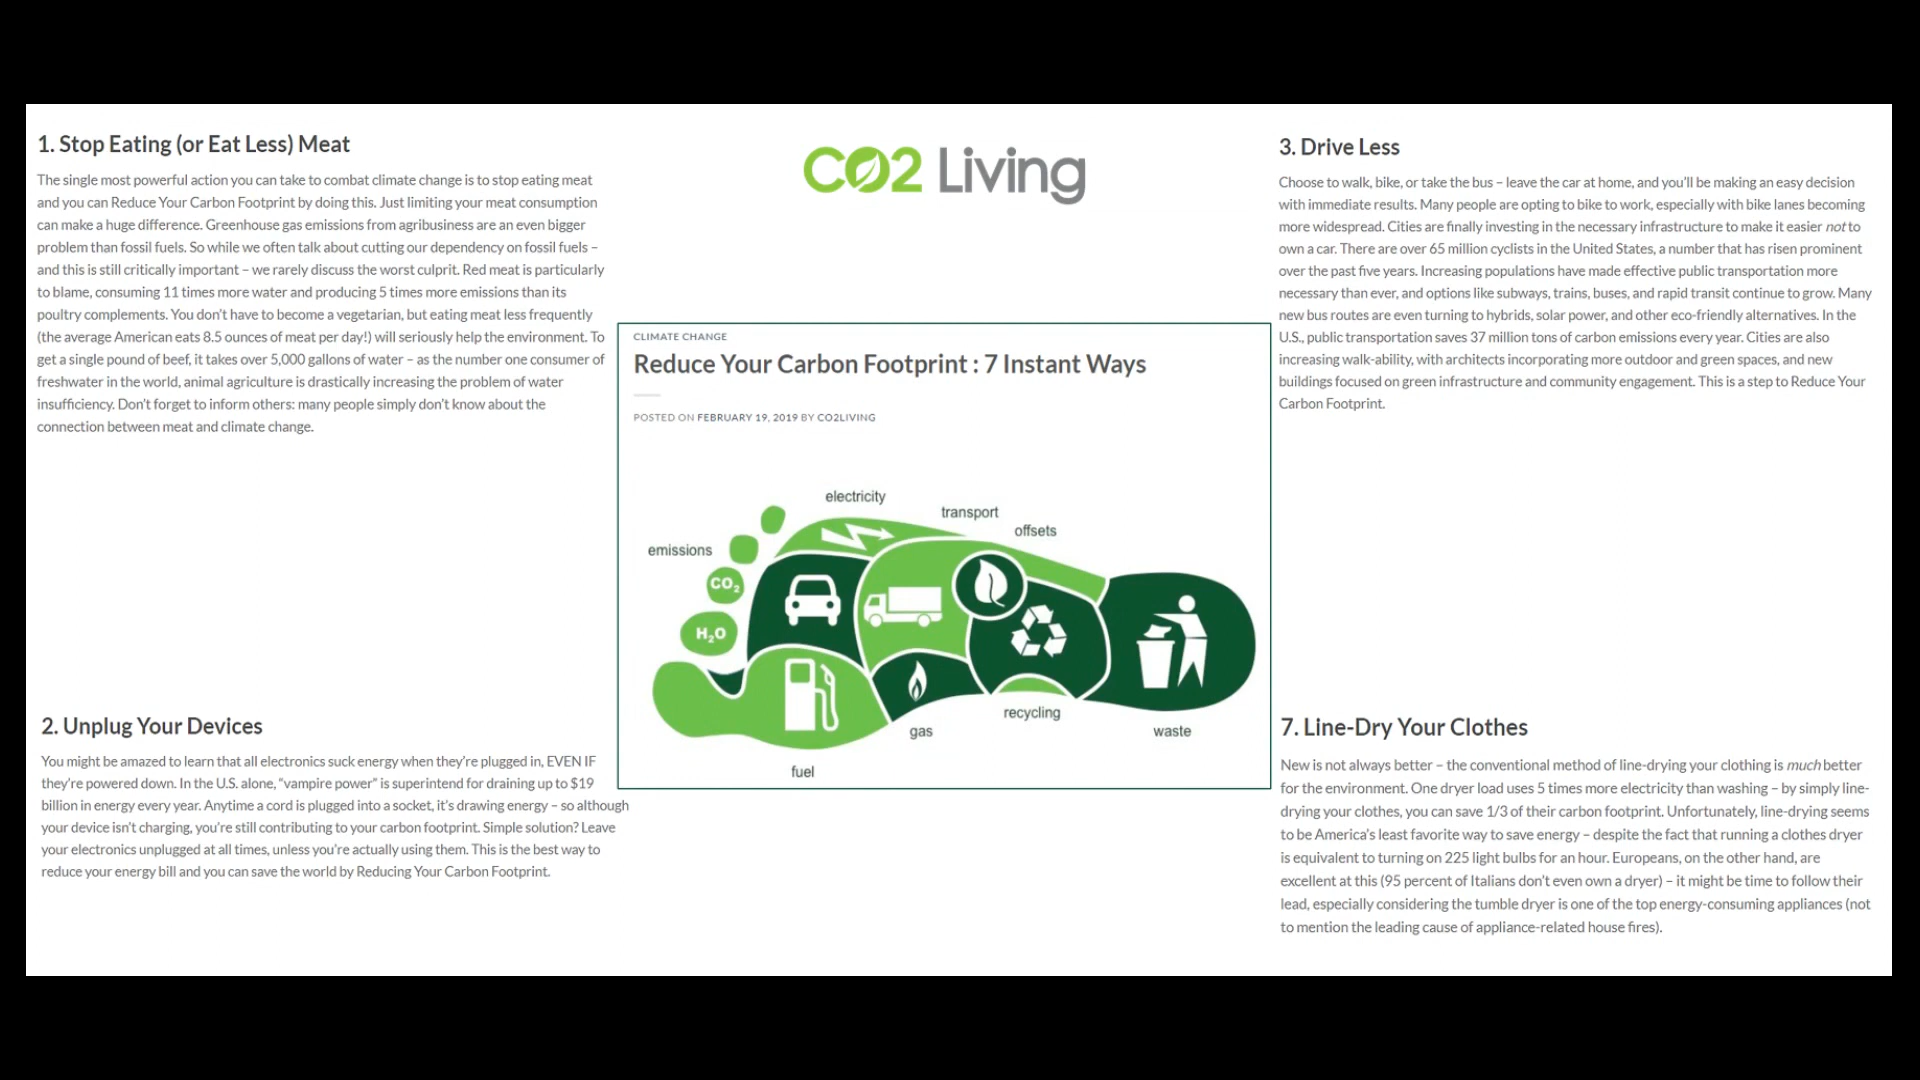 1. Stop Eating (or Eat Less) Meat
The single most powerful action you can take to combat climate change is to stop eating meat
and you can Reduce Your Carbon Footprint by doing this. Just limiting your meat consumption
can make a huge difference. Greenhouse gas emissions from agribusiness are an even bigger
problem than fossil fuels. So while we often talk about cutting our dependency on fossil fuels –
and this is still critically important – we rarely discuss the worst culprit. Red meat is particularly
to blame, consuming 11 times more water and producing 5 times more emissions than its
poultry complements. You don't have to become a vegetarian, but eating meat less frequently
(the average American eats 8.5 ounces of meat per day!) will seriously help the environment. To
get a single pound of beef, it takes over 5,000 gallons of water – as the number one consumer of
freshwater in the world, animal agriculture is drastically increasing the problem of water
insufficiency. Don't forget to inform others: many people simply don't know about the
connection between meat and climate change.
2. Unplug Your Devices
You might be amazed to learn that all electronics suck energy when they're plugged in, EVEN IF
they're powered down. In the U.S. alone, "vampire power" is superintend for draining up to $19
billion in energy every year. Anytime a cord is plugged into a socket, it's drawing energy – so although
your device isn't charging, you're still contributing to your carbon footprint. Simple solution? Leave
your electronics unplugged at all times, unless you're actually using them. This is the best way to
reduce your energy bill and you can save the world by Reducing Your Carbon Footprint.
CO2 Living
CLIMATE CHANGE
Reduce Your Carbon Footprint : 7 Instant Ways
POSTED ON FEBRUARY 19, 2019 BY CO2LIVING
electricity
transport
offsets
emissions
CO2
H2O
recycling
gas
waste
fuel
3. Drive Less
Choose to walk, bike, or take the bus – leave the car at home, and you'll be making an easy decision
with immediate results. Many people are opting to bike to work, especially with bike lanes becoming
more widespread. Cities are finally investing in the necessary infrastructure to make it easier not to
own a car. There are over 65 million cyclists in the United States, a number that has risen prominent
over the past five years. Increasing populations have made effective public transportation more
necessary than ever, and options like subways, trains, buses, and rapid transit continue to grow. Many
new bus routes are even turning to hybrids, solar power, and other eco-friendly alternatives. In the
U.S., public transportation saves 37 million tons of carbon emissions every year. Cities are also
increasing walk-ability, with architects incorporating more outdoor and green spaces, and new
buildings focused on green infrastructure and community engagement. This is a step to Reduce Your
Carbon Footprint.
7. Line-Dry Your Clothes
New is not always better – the conventional method of line-drying your clothing is much better
for the environment. One dryer load uses 5 times more electricity than washing – by simply line-
drying your clothes, you can save 1/3 of their carbon footprint. Unfortunately, line-drying seems
to be America's least favorite way to save energy – despite the fact that running a clothes dryer
is equivalent to turning on 225 light bulbs for an hour. Europeans, on the other hand, are
excellent at this (95 percent of Italians don't even own a dryer) – it might be time to follow their
lead, especially considering the tumble dryer is one of the top energy-consuming appliances (not
to mention the leading cause of appliance-related house fires).